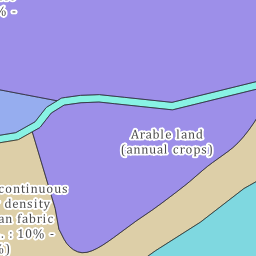 % -
Arable land
(annual crops)
continuous
density
an fabric
. : 10% -
%)